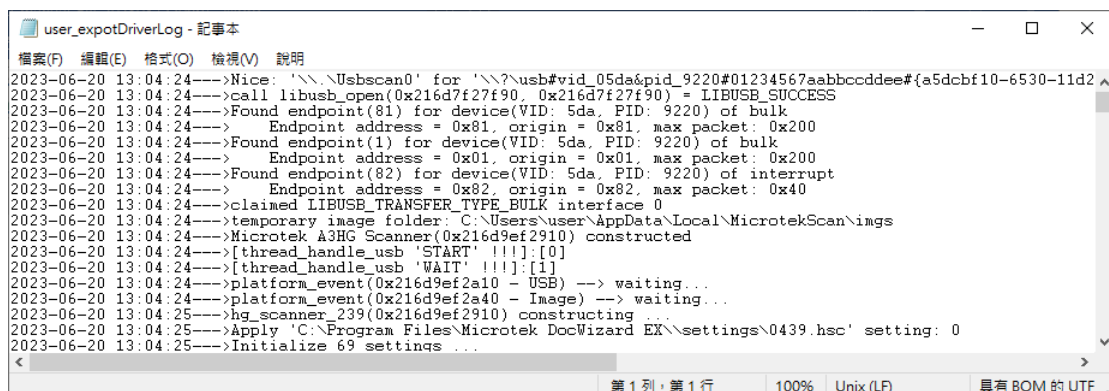 user_expotDriverLog - 記事本
檔案(F) 編輯(E) 格式(O) 檢視(V) 說明
2023-06-20 13:04:24--->Nice: '\\.\Usbscan0' for '\\?\usb#vid_05da&pid_9220#01234567aabbccddee#{a5dcbf10-6530-11d2
2023-06-20 13:04:24--->call libusb_open(0x216d7f27f90, 0x216d7f27f90) = LIBUSB_SUCCESS
2023-06-20 13:04:24--->Found endpoint(81) for device(VID: 5da, PID: 9220) of bulk
2023-06-20 13:04:24---> Endpoint address = 0x81, origin = 0x81, max packet: 0x200
2023-06-20 13:04:24--->Found endpoint(1) for device(VID: 5da, PID: 9220) of bulk
2023-06-20 13:04:24---> Endpoint address = 0x01, origin = 0x01, max packet: 0x200
2023-06-20 13:04:24--->Found endpoint(82) for device(VID: 5da, PID: 9220) of interrupt
2023-06-20 13:04:24---> Endpoint address = 0x82, origin = 0x82, max packet: 0x40
2023-06-20 13:04:24--->claimed LIBUSB_TRANSFER_TYPE_BULK interface 0
2023-06-20 13:04:24--->temporary image folder: C:\Users\user\AppData\Local\MicrotekScan\imgs
2023-06-20 13:04:24--->Microtek A3HG Scanner(0x216d9ef2910) constructed
2023-06-20 13:04:24--->[thread_handle_usb 'START' !!!]:[0]
2023-06-20 13:04:24--->[thread_handle_usb 'WAIT' !!!]:[1]
2023-06-20 13:04:24--->platform_event(0x216d9ef2a10 - USB) --> waiting...
2023-06-20 13:04:24--->platform_event(0x216d9ef2a40 - Image) --> waiting...
2023-06-20 13:04:25--->hg_scanner_239(0x216d9ef2910) constructing ...
2023-06-20 13:04:25--->Apply 'C:\Program Files\Microtek DocWizard EX\\settings\0439.hsc' setting: 0
2023-06-20 13:04:25--->Initialize 69 settings ...
第 1 列，第 1 行 100% Unix (LF) 具有 BOM 的 UTF